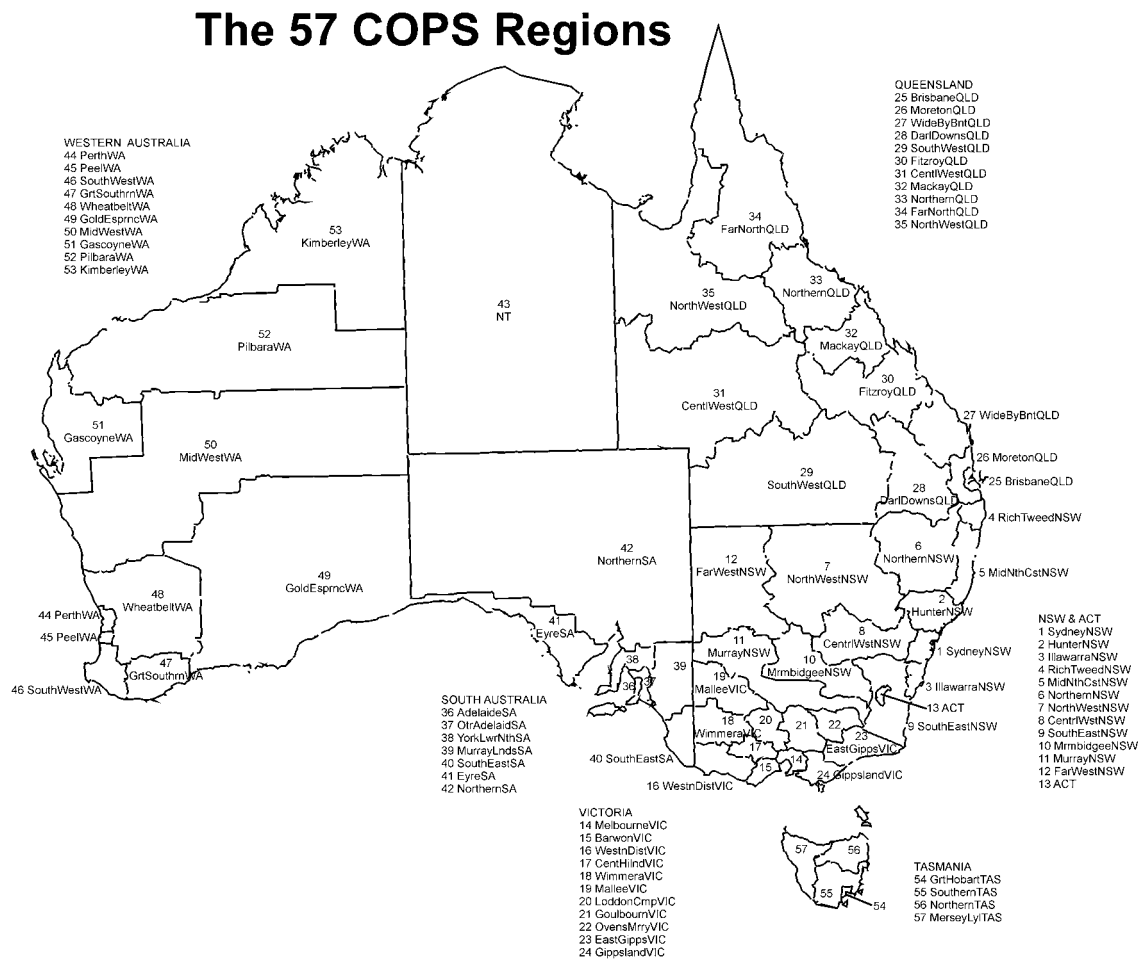 The 57 COPS Regions
WESTERN AUSTRALIA
44 PerthWA
45 PeelWA
46 SouthWestWA
47 GrtSouthrnWA
48 WheatbeltWA
49 GoldEsprncWA
50 MidWestWA
51 GascoyneWA
52 PilbaraWA
53 KimberleyWA
QUEENSLAND
25 BrisbaneQLD
26 MoretonQLD
27 WideByBntQLD
28 DarlDownsQLD
29 SouthWestQLD
30 FitzroyQLD
31 CentlWestQLD
32 MackayQLD
33 NorthernQLD
34 FarNorthQLD
35 NorthWestQLD
53
KimberleyWA
34
FarNorthQLD
33
NorthernQLD
35
NorthWestQLD
43
NT
52
PilbaraWA
32
MackayQLD
30
FitzroyQLD
31
CentlWestQLD
27 WideByBntQLD
51
GascoyneWA
50
MidWestWA
26 MoretonQLD
29
SouthWestQLD
25 BrisbaneQLD
28
DarlDownsQLD
4 RichTweedNSW
42
NorthernSA
12
FarWestNSW
7
NorthWestNSW
6
NorthernNSW
5 MidNthCstNSW
49
GoldEsprncWA
48
WheatbeltWA
44 PerthWA
45 PeelWA
47
GrtSouthrnWA
46 SouthWestWA
2
HunterNSW
41
EyreSA
8
CentrlWstNSW
11
MurrayNSW
10
MrmbidgeeNSW
1 SydneyNSW
38
39
36
37
19
MalleeVIC
3 IllawarraNSW
13 ACT
9 SouthEastNSW
18
WimmeraVIC
20
21
22
23
EastGippsVIC
17
15
14
24 GippslandVIC
40 SouthEastSA
16 WestnDistVIC
NSW & ACT
1 SydneyNSW
2 HunterNSW
3 IllawarraNSW
4 RichTweedNSW
5 MidNthCstNSW
6 NorthernNSW
7 NorthWestNSW
8 CentrlWstNSW
9 SouthEastNSW
10 MrmbidgeeNSW
11 MurrayNSW
12 FarWestNSW
13 ACT
SOUTH AUSTRALIA
36 AdelaideSA
37 OtrAdelaidSA
38 YorkLwrNthSA
39 MurrayLndsSA
40 SouthEastSA
41 EyreSA
42 NorthernSA
VICTORIA
14 MelbourneVIC
15 BarwonVIC
16 WestnDistVIC
17 CentHilndVIC
18 WimmeraVIC
19 MalleeVIC
20 LoddonCmpVIC
21 GoulbournVIC
22 OvensMrryVIC
23 EastGippsVIC
24 GippslandVIC
57
56
55
54
TASMANIA
54 GrtHobartTAS
55 SouthernTAS
56 NorthernTAS
57 MerseyLylTAS